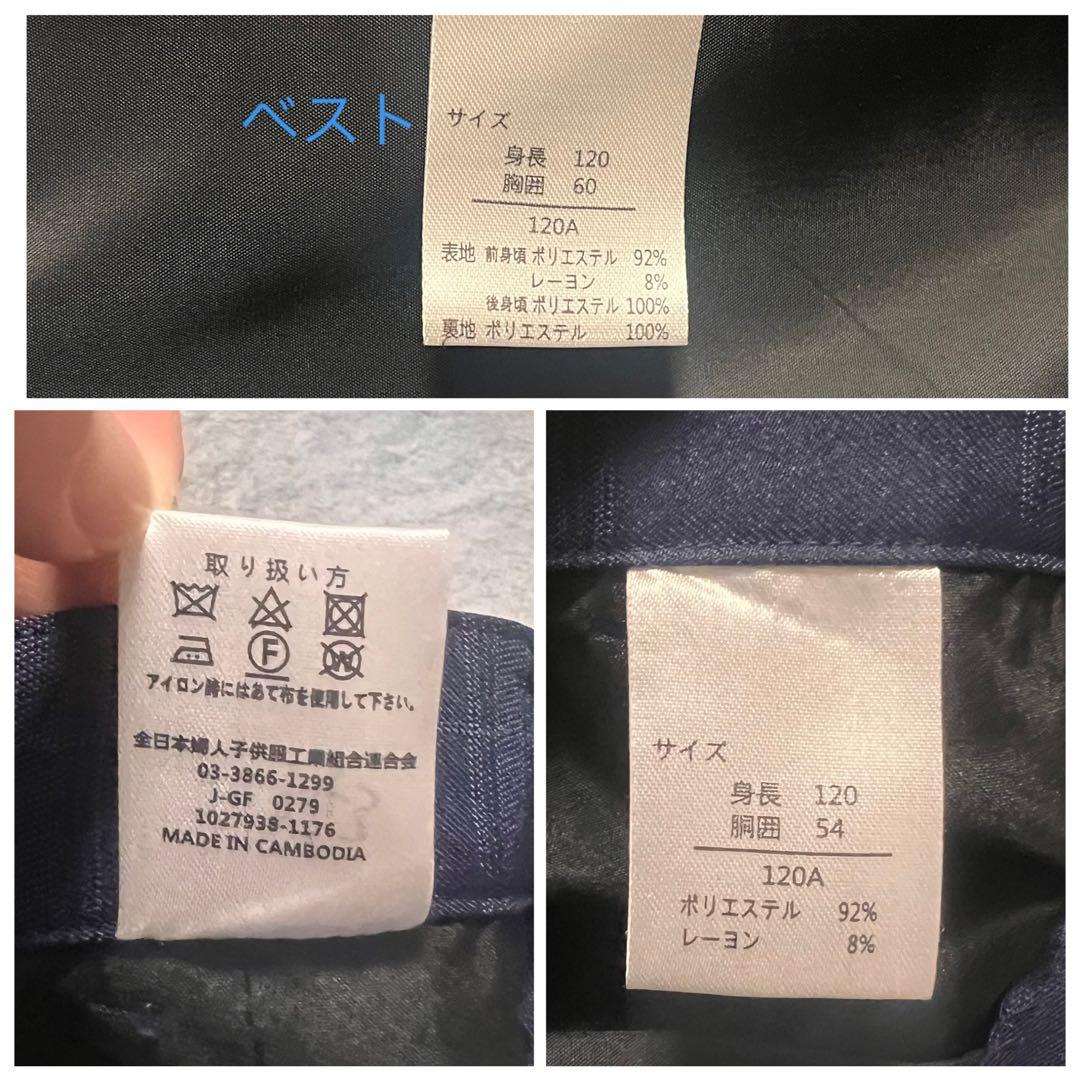 ベスト
サイズ
身長 120
胸囲 60
120A
表地 前身頃 ポリエステル 92%
レーヨン 8%
後身頃 ポリエステル 100%
裏地 ポリエステル 100%
取り扱い方
F
W
アイロン時にはあて布を使用して下さい。
全日本婦人子供服工業組合連合会
03-3866-1299
J-GF 0279
1027938-1176
MADE IN CAMBODIA
サイズ
身長 120
胴囲 54
120A
ポリエステル 92%
レーヨン 8%